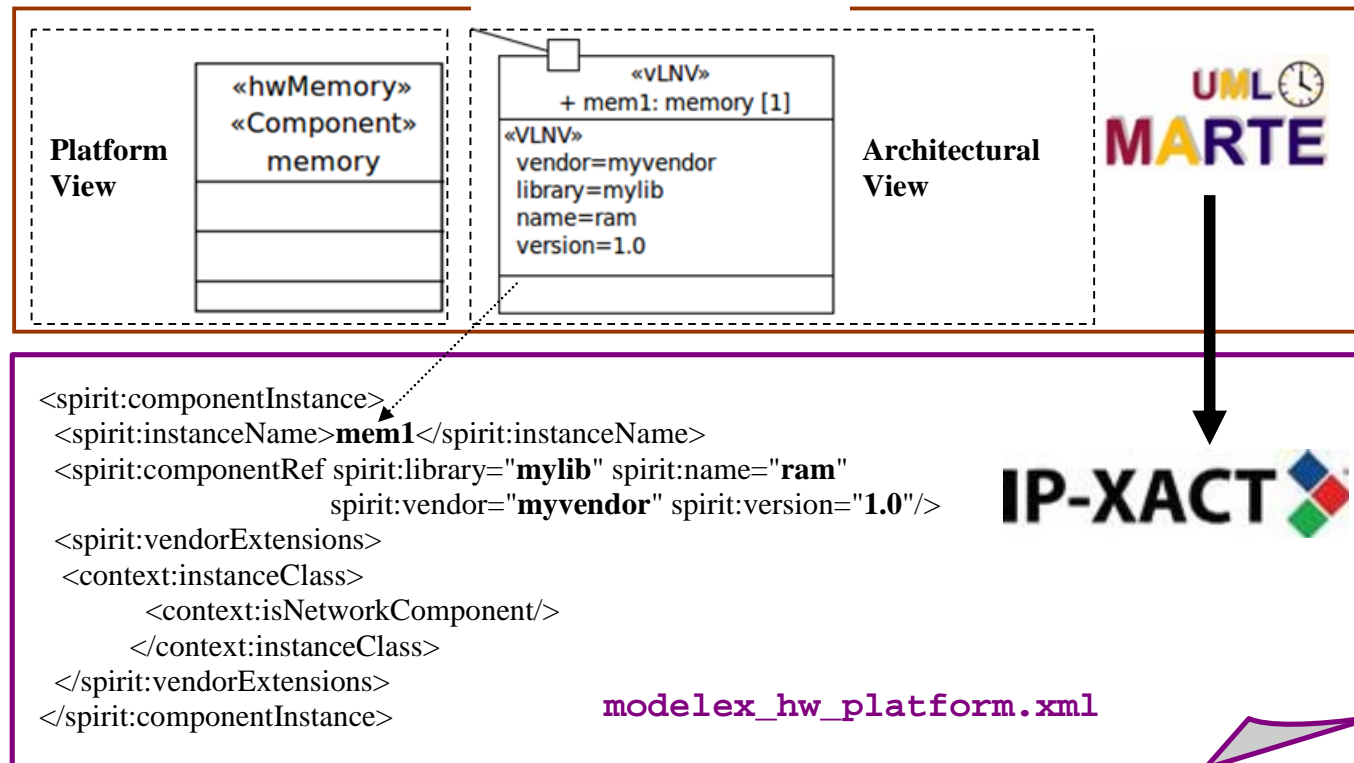 Platform
View
«hwMemory»
«Component»
memory
«vLNV»
+ mem1: memory [1]
«VLNV»
vendor=myvendor
library=mylib
name=ram
version=1.0
Architectural
View
UML
MARTE
<spirit:componentInstance>
<spirit:instanceName>mem1</spirit:instanceName>
<spirit:componentRef spirit:library="mylib" spirit:name="ram"
spirit:vendor="myvendor" spirit:version="1.0"/>
<spirit:vendorExtensions>
<context:instanceClass>
<context:isNetworkComponent/>
</context:instanceClass>
</spirit:vendorExtensions>
</spirit:componentInstance>
IP-XACT
modelex_hw_platform.xml